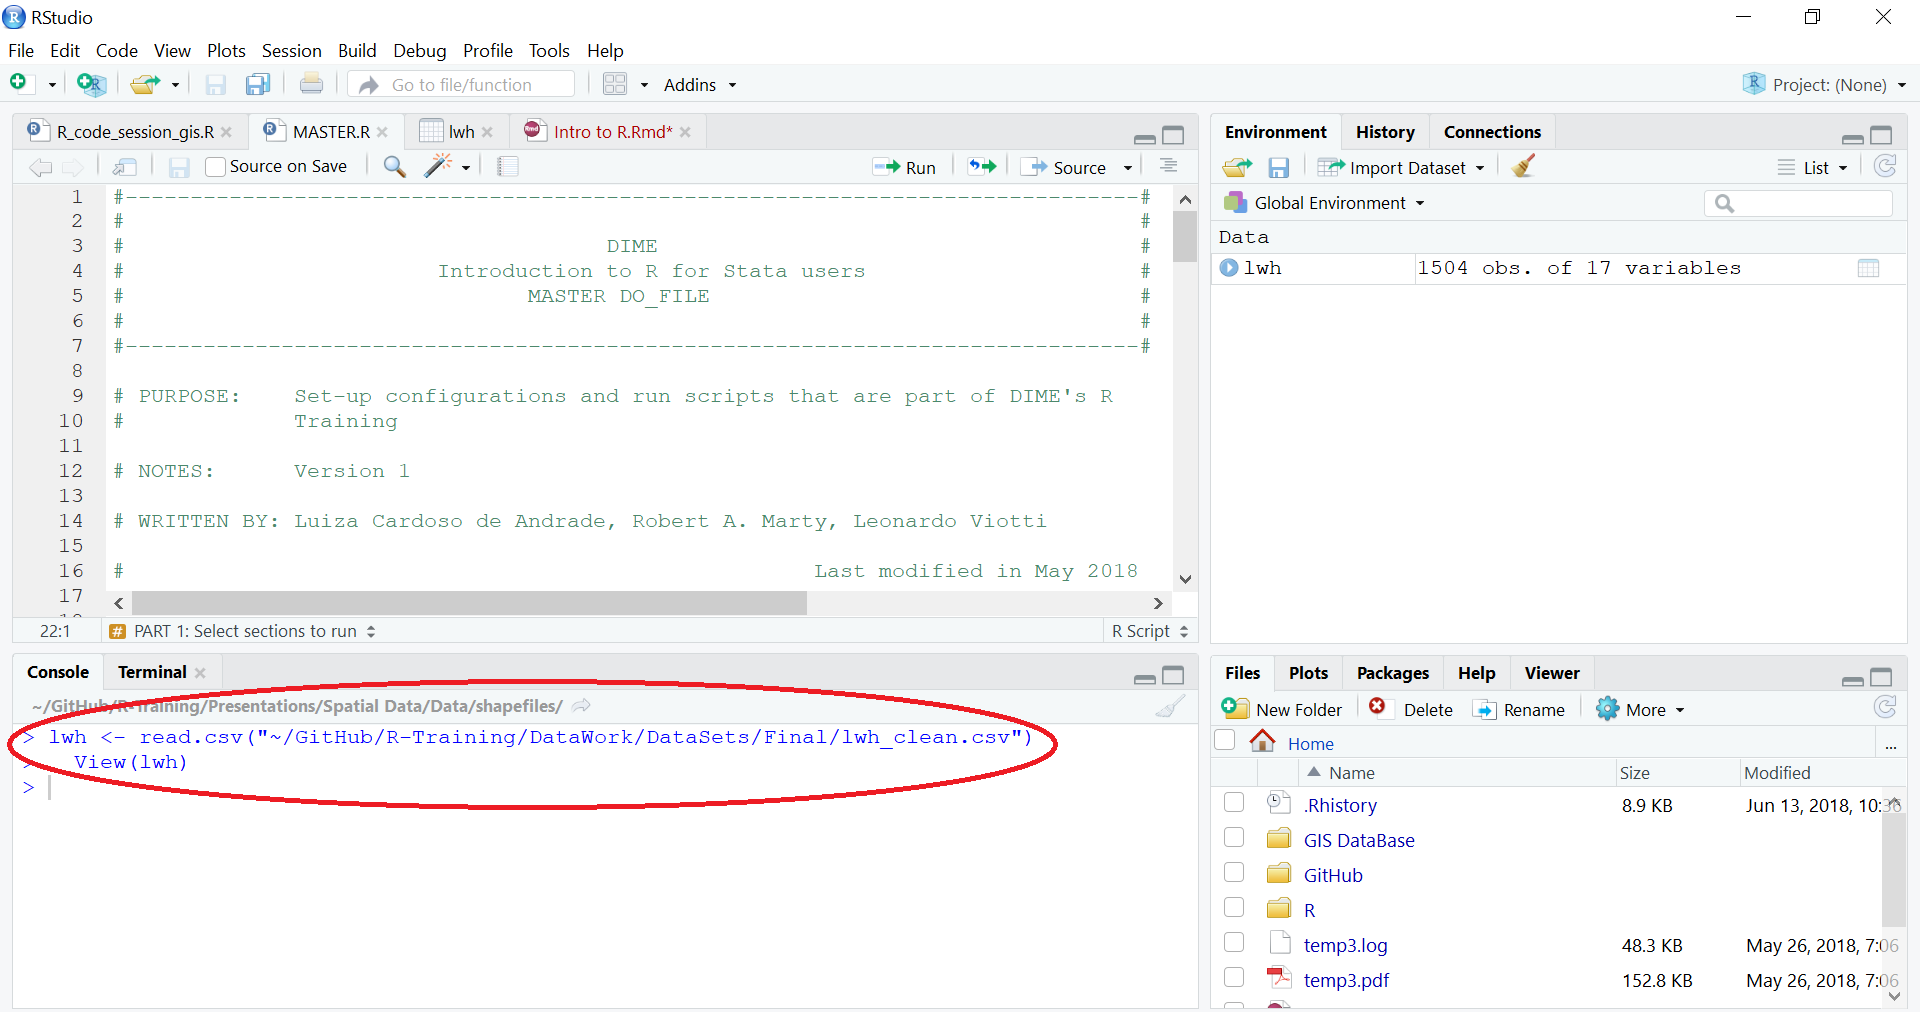 RStudio
File Edit Code View Plots Session Build Debug Profile Tools Help
Go to file/function Addins Project: (None)
R_code_session_gis.R MASTER.R lwh Intro to R.Rmd*
Source on Save Run Source
1 #------------------------------------------------------------------------------#
2 # #
3 # DIME #
4 # Introduction to R for Stata users #
5 # MASTER DO_FILE #
6 # #
7 #------------------------------------------------------------------------------#
8
9 # PURPOSE: Set-up configurations and run scripts that are part of DIME's R
10 # Training
11
12 # NOTES: Version 1
13
14 # WRITTEN BY: Luiza Cardoso de Andrade, Robert A. Marty, Leonardo Viotti
15
16 # Last modified in May 2018
17
22:1 # PART 1: Select sections to run R Script
Console Terminal
~/GitHub/R-Training/Presentations/Spatial Data/Data/shapefiles/
> lwh <- read.csv("~/GitHub/R-Training/DataWork/DataSets/Final/lwh_clean.csv")
> View(lwh)
>
Environment History Connections
Import Dataset List
Global Environment
Data
lwh 1504 obs. of 17 variables
Files Plots Packages Help Viewer
New Folder Delete Rename More
Home ...
Name Size Modified
.Rhistory 8.9 KB Jun 13, 2018, 10:36
GIS DataBase
GitHub
R
temp3.log 48.3 KB May 26, 2018, 7:06
temp3.pdf 152.8 KB May 26, 2018, 7:06